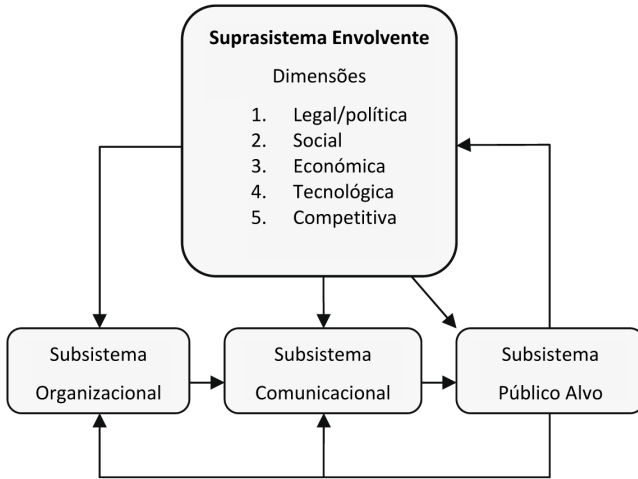 Suprasistema Envolvente
Dimensões
1. Legal/política
2. Social
3. Económica
4. Tecnológica
5. Competitiva
Subsistema
Organizacional
Subsistema
Comunicacional
Subsistema
Público Alvo